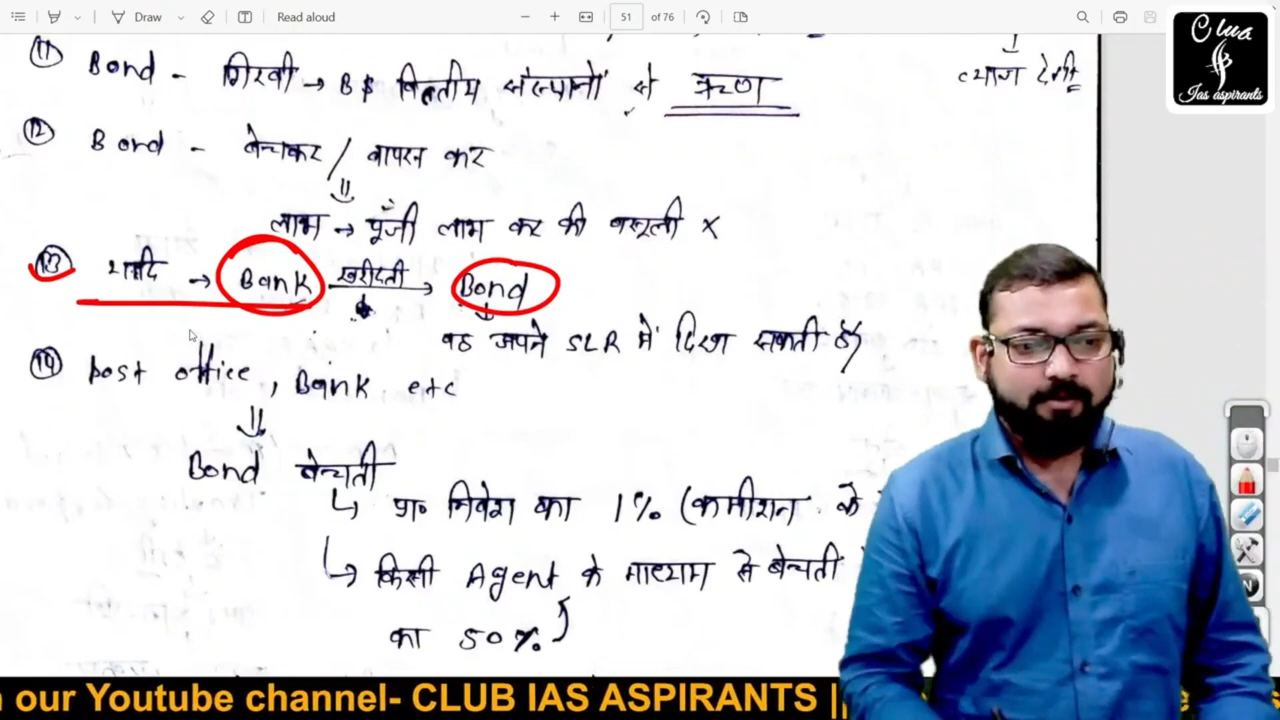 Draw
Read aloud
51 of 76
Club
Ias aspirants
11 Bond - गिरवी → B$ वित्तीय संस्थानों से ऋण
ब्याज देगी
12 Bond - बेचकर / वापस कर
लाभ → पूँजी लाभ कर की वसूली x
13 यदि → Bank खरीदती → Bond
वह अपने SLR में दिखा सकती है
14 post office, Bank etc
Bond बेचती
निवेश का 1% (कमीशन के
किसी Agent के माध्यम से बेचती
का 50%
n our Youtube channel- CLUB IAS ASPIRANTS ||